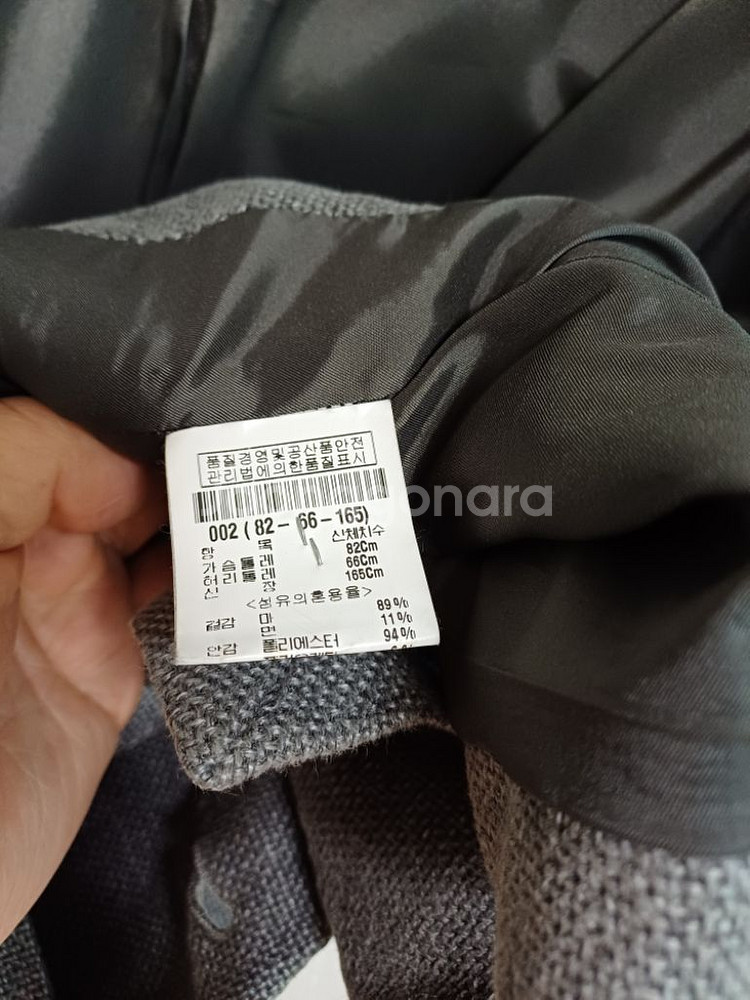 품질경영및공산품안전
관리법에의한품질표시
onara
002 (82-66-165)
항 목 신체치수
가슴둘레 82Cm
허리둘레 66Cm
신 장 165Cm
<섬유의혼용율>
겉감 마 89%
면 11%
안감 폴리에스터 94%